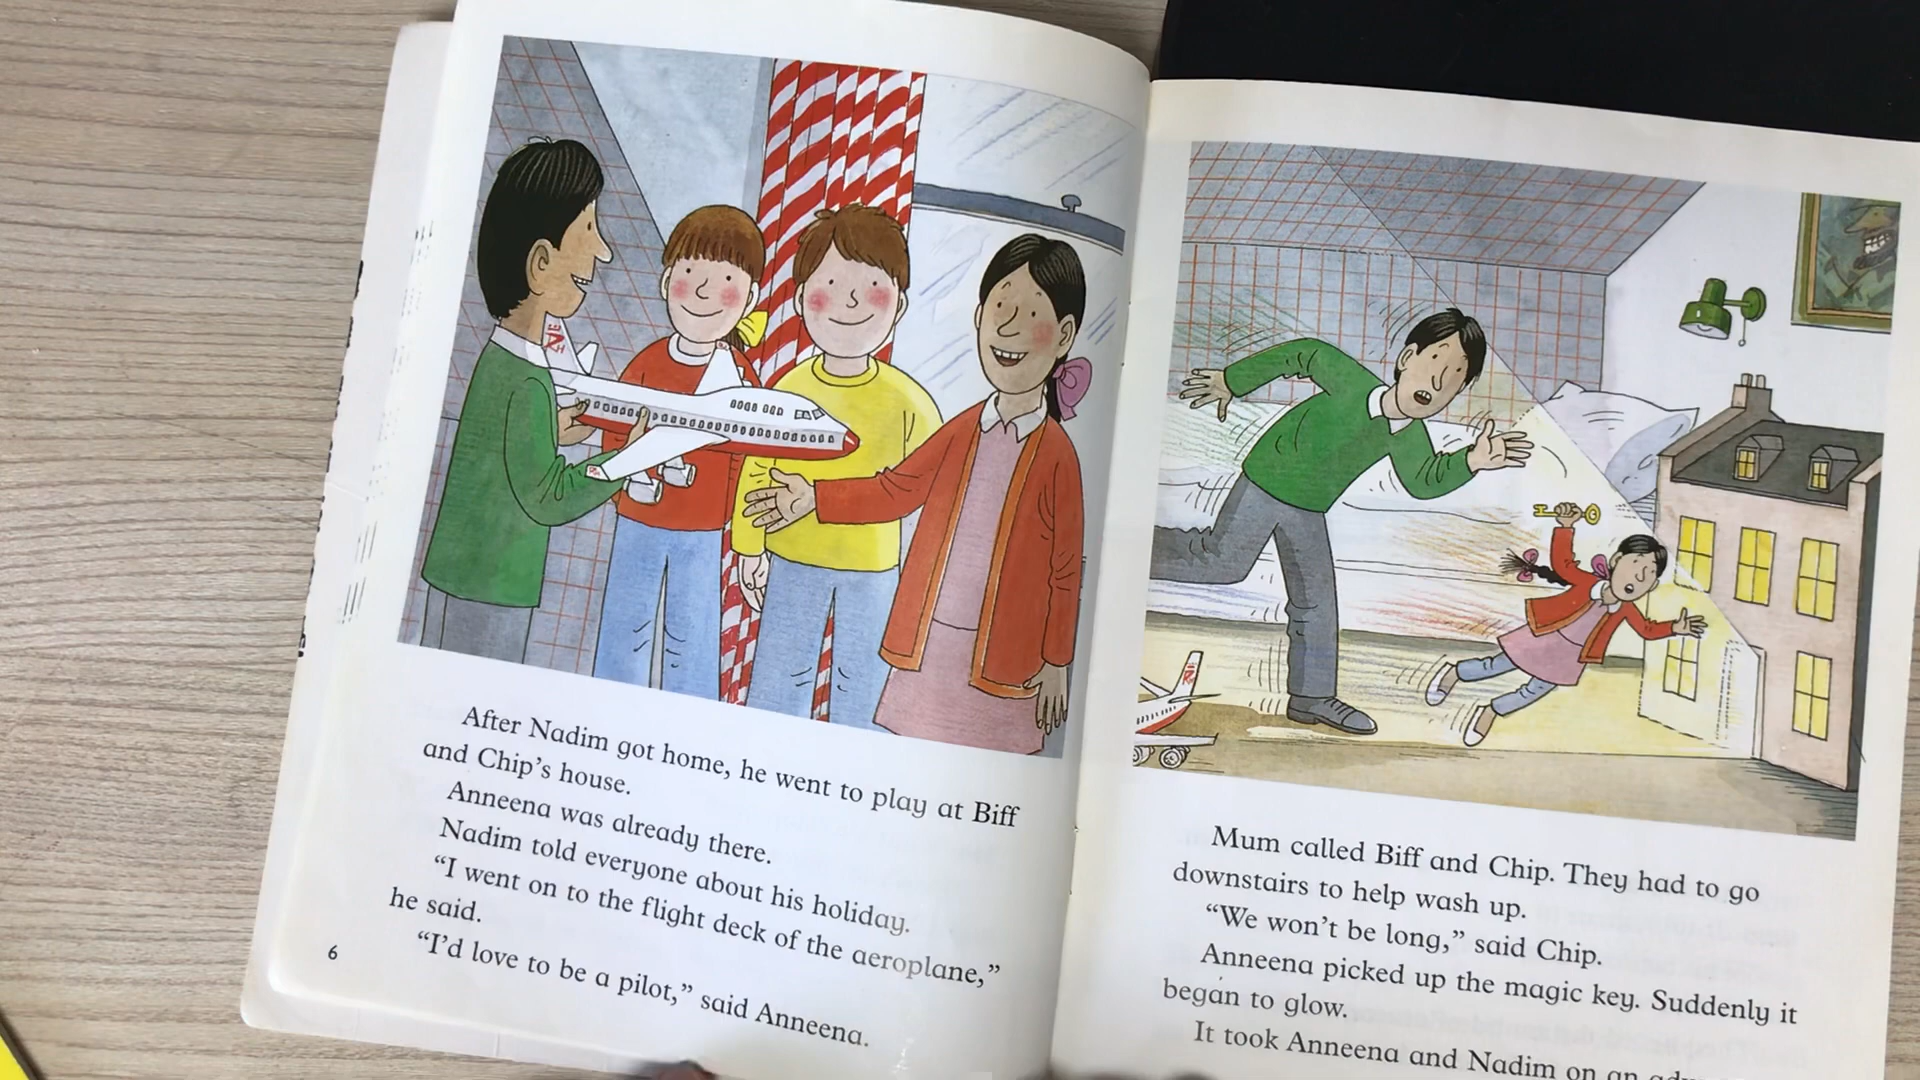 After Nadim got home, he went to play at Biff
and Chip's house.
Anneena was already there.
Nadim told everyone about his holiday.
“I went on to the flight deck of the aeroplane,”
he said.
“I'd love to be a pilot,” said Anneena.
6
Mum called Biff and Chip. They had to go
downstairs to help wash up.
“We won't be long,” said Chip.
Anneena picked up the magic key. Suddenly it
began to glow.
It took Anneena and Nadim on an